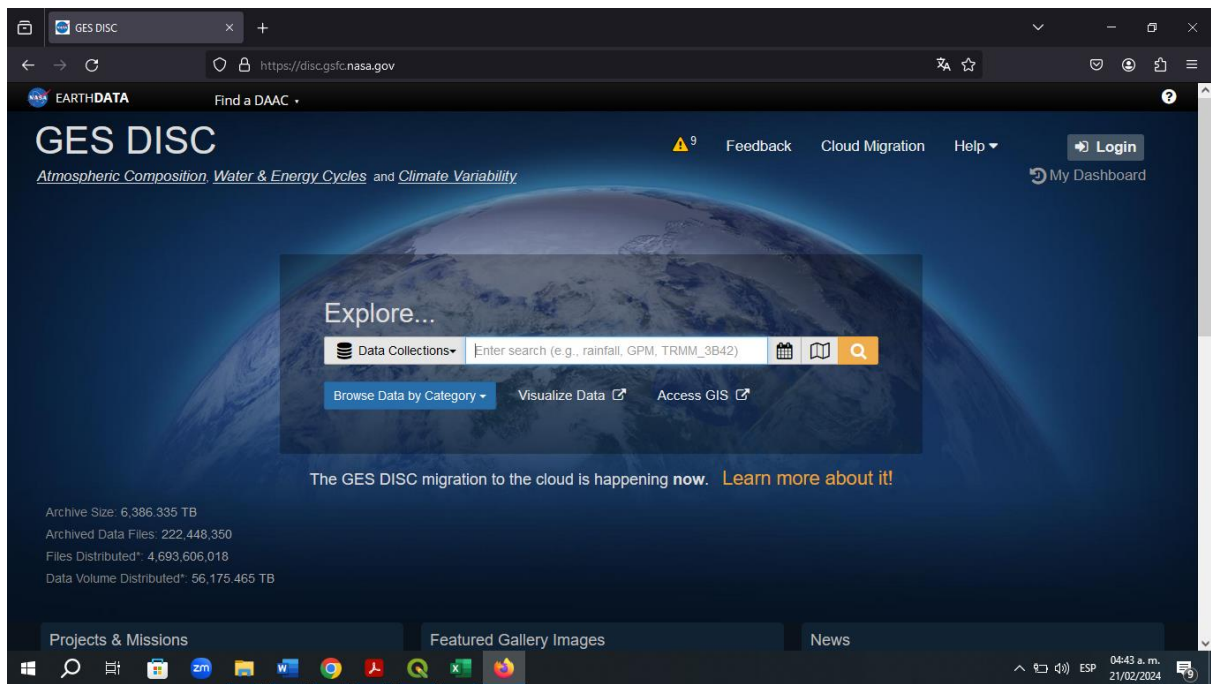 GES DISC
https://disc.gsfc.nasa.gov
EARTHDATA Find a DAAC
GES DISC
9 Feedback Cloud Migration Help Login
Atmospheric Composition, Water & Energy Cycles and Climate Variability My Dashboard
Explore...
Data Collections Enter search (e.g., rainfall, GPM, TRMM_3B42)
Browse Data by Category Visualize Data Access GIS
The GES DISC migration to the cloud is happening now. Learn more about it!
Archive Size: 6,386.335 TB
Archived Data Files: 222,448,350
Files Distributed*: 4,693,606,018
Data Volume Distributed*: 56,175.465 TB
Projects & Missions Featured Gallery Images News
zm ESP 04:43 a. m.
21/02/2024 9